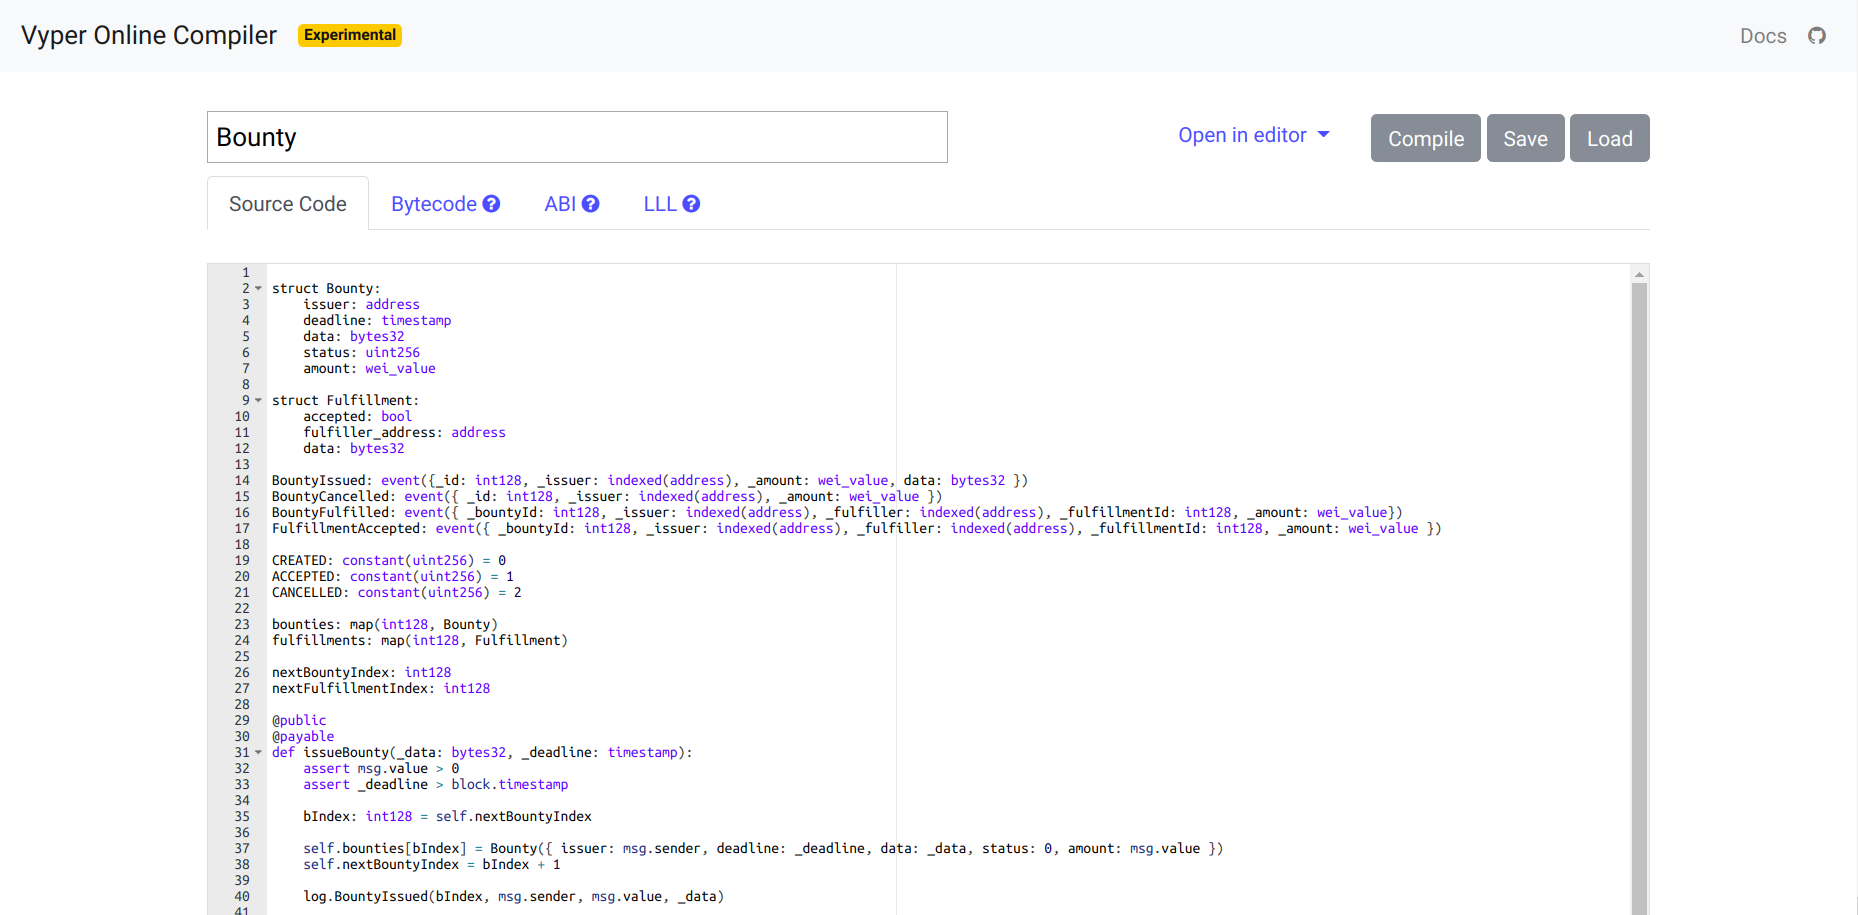 Vyper Online Compiler Experimental Docs
Bounty Open in editor Compile Save Load
Source Code Bytecode ABI LLL
1
2 struct Bounty:
3     issuer: address
4     deadline: timestamp
5     data: bytes32
6     status: uint256
7     amount: wei_value
8
9 struct Fulfillment:
10     accepted: bool
11     fulfiller_address: address
12     data: bytes32
13
14 BountyIssued: event({_id: int128, _issuer: indexed(address), _amount: wei_value, data: bytes32 })
15 BountyCancelled: event({ _id: int128, _issuer: indexed(address), _amount: wei_value })
16 BountyFulfilled: event({ _bountyId: int128, _issuer: indexed(address), _fulfiller: indexed(address), _fulfillmentId: int128, _amount: wei_value})
17 FulfillmentAccepted: event({ _bountyId: int128, _issuer: indexed(address), _fulfiller: indexed(address), _fulfillmentId: int128, _amount: wei_value })
18
19 CREATED: constant(uint256) = 0
20 ACCEPTED: constant(uint256) = 1
21 CANCELLED: constant(uint256) = 2
22
23 bounties: map(int128, Bounty)
24 fulfillments: map(int128, Fulfillment)
25
26 nextBountyIndex: int128
27 nextFulfillmentIndex: int128
28
29 @public
30 @payable
31 def issueBounty(_data: bytes32, _deadline: timestamp):
32     assert msg.value > 0
33     assert _deadline > block.timestamp
34
35     bIndex: int128 = self.nextBountyIndex
36
37     self.bounties[bIndex] = Bounty({ issuer: msg.sender, deadline: _deadline, data: _data, status: 0, amount: msg.value })
38     self.nextBountyIndex = bIndex + 1
39
40     log.BountyIssued(bIndex, msg.sender, msg.value, _data)
41